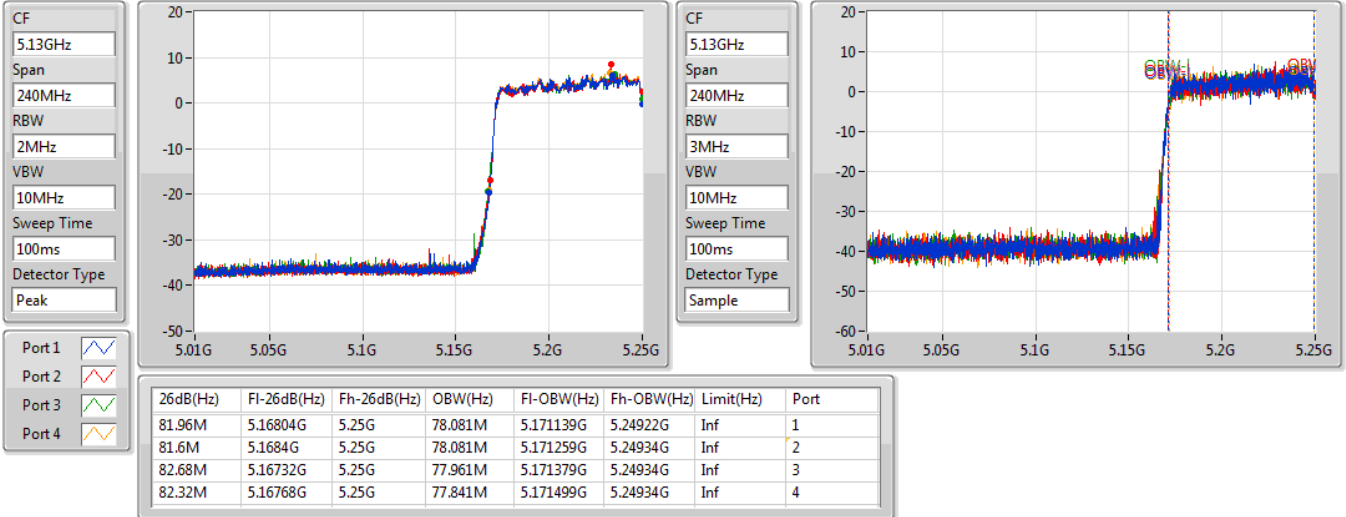 CF
5.13GHz
Span
240MHz
RBW
2MHz
VBW
10MHz
Sweep Time
100ms
Detector Type
Peak
20
10
0
-10
-20
-30
-40
-50
5.01G 5.05G 5.1G 5.15G 5.2G 5.25G
CF
5.13GHz
Span
240MHz
RBW
3MHz
VBW
10MHz
Sweep Time
100ms
Detector Type
Sample
20
10
0
-10
-20
-30
-40
-50
-60
5.01G 5.05G 5.1G 5.15G 5.2G 5.25G
Port 1
Port 2
Port 3
Port 4
26dB(Hz) Fl-26dB(Hz) Fh-26dB(Hz) OBW(Hz) Fl-OBW(Hz) Fh-OBW(Hz) Limit(Hz) Port
81.96M 5.16804G 5.25G 78.081M 5.171139G 5.24922G Inf 1
81.6M 5.1684G 5.25G 78.081M 5.171259G 5.24934G Inf 2
82.68M 5.16732G 5.25G 77.961M 5.171379G 5.24934G Inf 3
82.32M 5.16768G 5.25G 77.841M 5.171499G 5.24934G Inf 4